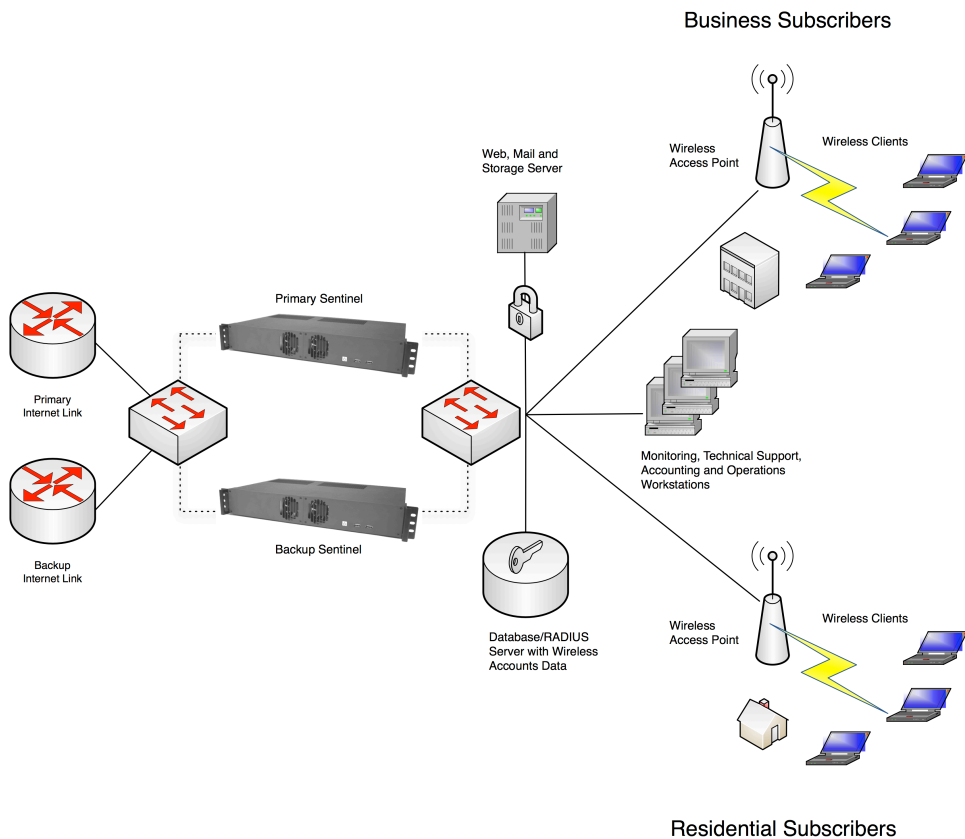 Business Subscribers
Wireless
Access Point
Wireless Clients
Web, Mail and
Storage Server
Primary Sentinel
Primary
Internet Link
Monitoring, Technical Support,
Accounting and Operations
Workstations
Backup Sentinel
Backup
Internet Link
Database/RADIUS
Server with Wireless
Accounts Data
Wireless
Access Point
Wireless Clients
Residential Subscribers